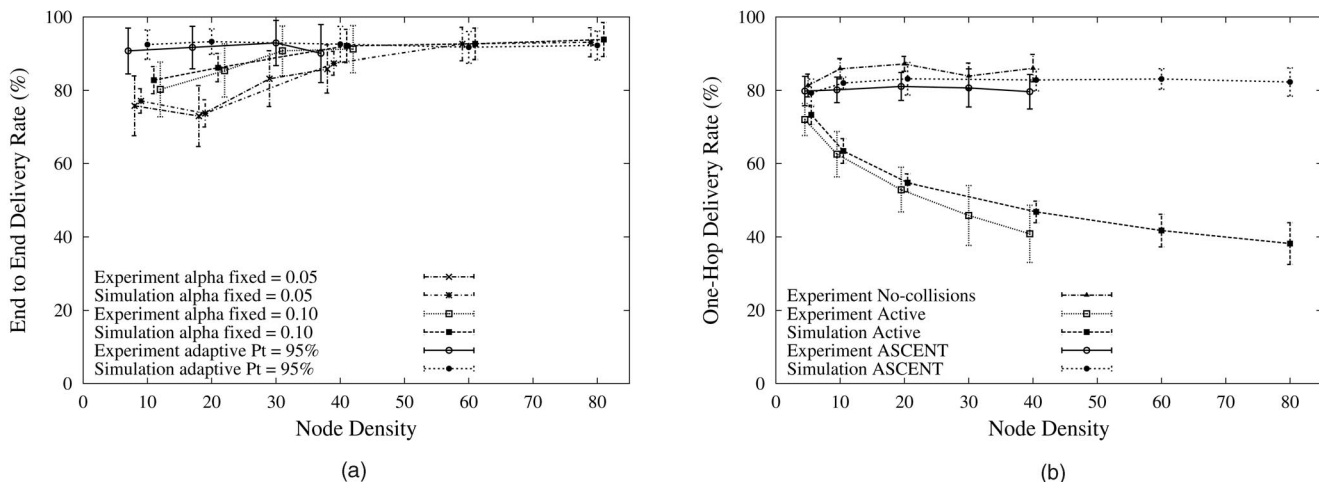 100
80
60
40
20
0
End to End Delivery Rate (%)
Experiment alpha fixed = 0.05
Simulation alpha fixed = 0.05
Experiment alpha fixed = 0.10
Simulation alpha fixed = 0.10
Experiment adaptive Pt = 95%
Simulation adaptive Pt = 95%
0 10 20 30 40 50 60 70 80
Node Density
(a)
100
80
60
40
20
0
One-Hop Delivery Rate (%)
Experiment No-collisions
Experiment Active
Simulation Active
Experiment ASCENT
Simulation ASCENT
0 10 20 30 40 50 60 70 80
Node Density
(b)